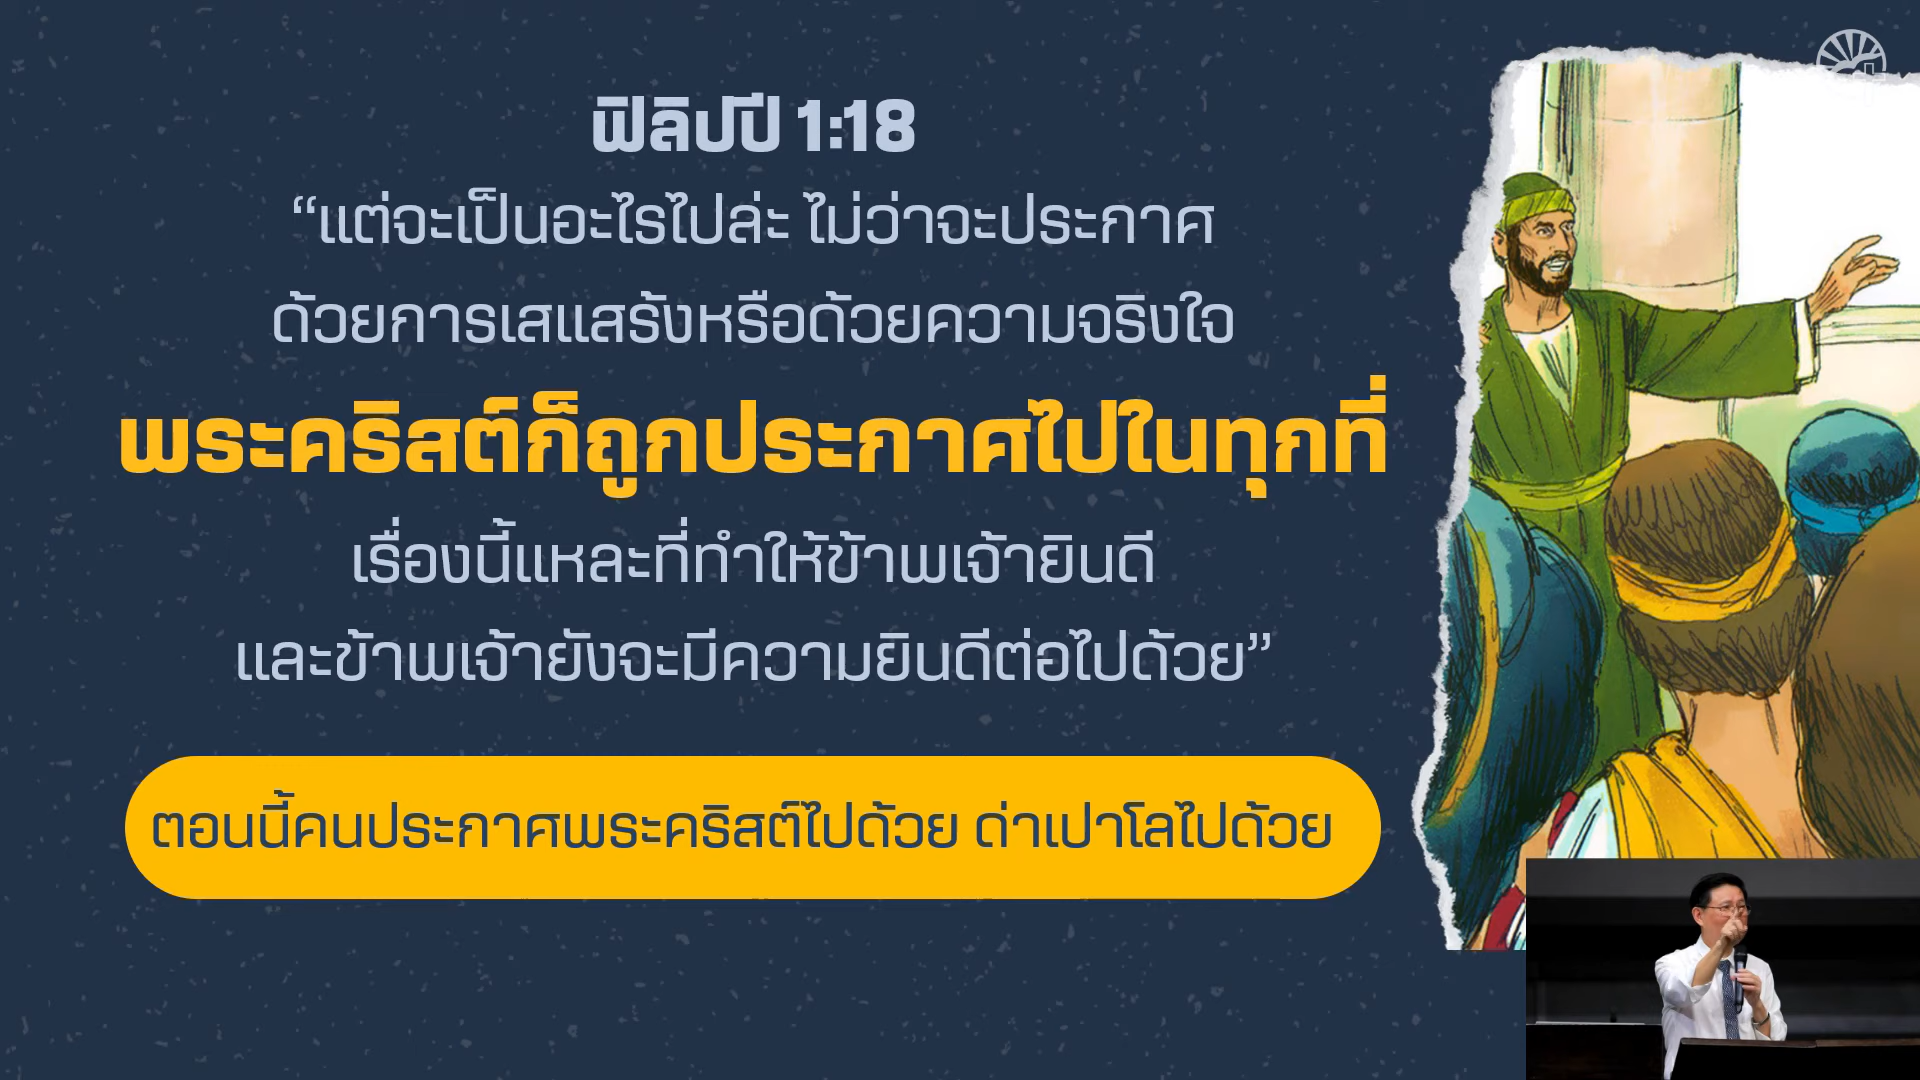 ฟิลิปปี 1:18
“แต่จะเป็นอะไรไปล่ะ ไม่ว่าจะประกาศ
ด้วยการเสแสร้งหรือด้วยความจริงใจ
พระคริสต์ก็ถูกประกาศไปในทุกที่
เรื่องนี้แหละที่ทำให้ข้าพเจ้ายินดี
และข้าพเจ้ายังจะมีความยินดีต่อไปด้วย”
ตอนนี้คนประกาศพระคริสต์ไปด้วย ด่าเปาโลไปด้วย